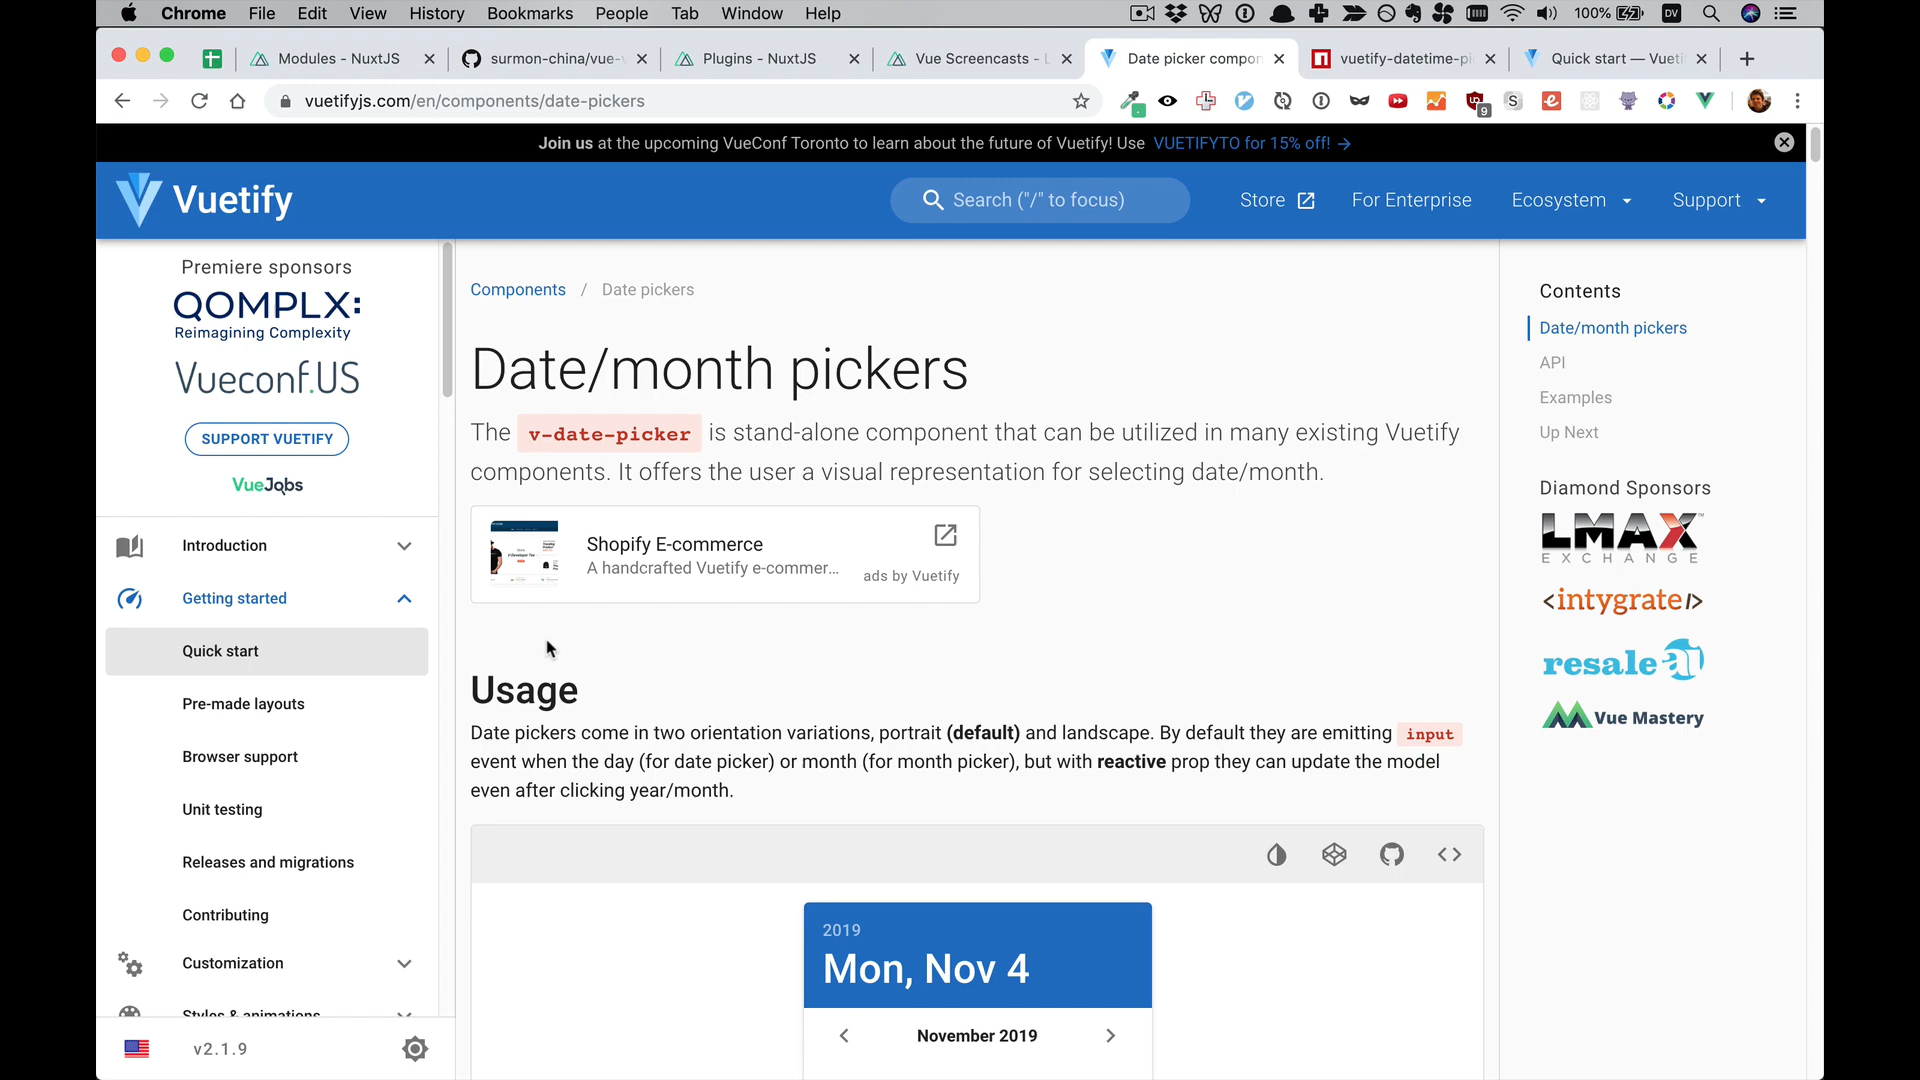 Chrome File Edit View History Bookmarks People Tab Window Help
100%
DV
Modules - NuxtJS
surmon-china/vue-
Plugins - NuxtJS
Vue Screencasts - L
Date picker compon
vuetify-datetime-pi
Quick start — Vueti
vuetifyjs.com/en/components/date-pickers
9
Join us at the upcoming VueConf Toronto to learn about the future of Vuetify! Use VUETIFYTO for 15% off! →
Vuetify
Search ("/" to focus)
Store
For Enterprise
Ecosystem
Support
Premiere sponsors
QOMPLX:
Reimagining Complexity
Vueconf.US
SUPPORT VUETIFY
VueJobs
Introduction
Getting started
Quick start
Pre-made layouts
Browser support
Unit testing
Releases and migrations
Contributing
Customization
Styles & animations
v2.1.9
Components / Date pickers
Date/month pickers
The v-date-picker is stand-alone component that can be utilized in many existing Vuetify
components. It offers the user a visual representation for selecting date/month.
Shopify E-commerce
A handcrafted Vuetify e-commer...
ads by Vuetify
Usage
Date pickers come in two orientation variations, portrait (default) and landscape. By default they are emitting input
event when the day (for date picker) or month (for month picker), but with reactive prop they can update the model
even after clicking year/month.
2019
Mon, Nov 4
November 2019
Contents
Date/month pickers
API
Examples
Up Next
Diamond Sponsors
LMAX
EXCHANGE
<intygrate/>
resale
Vue Mastery